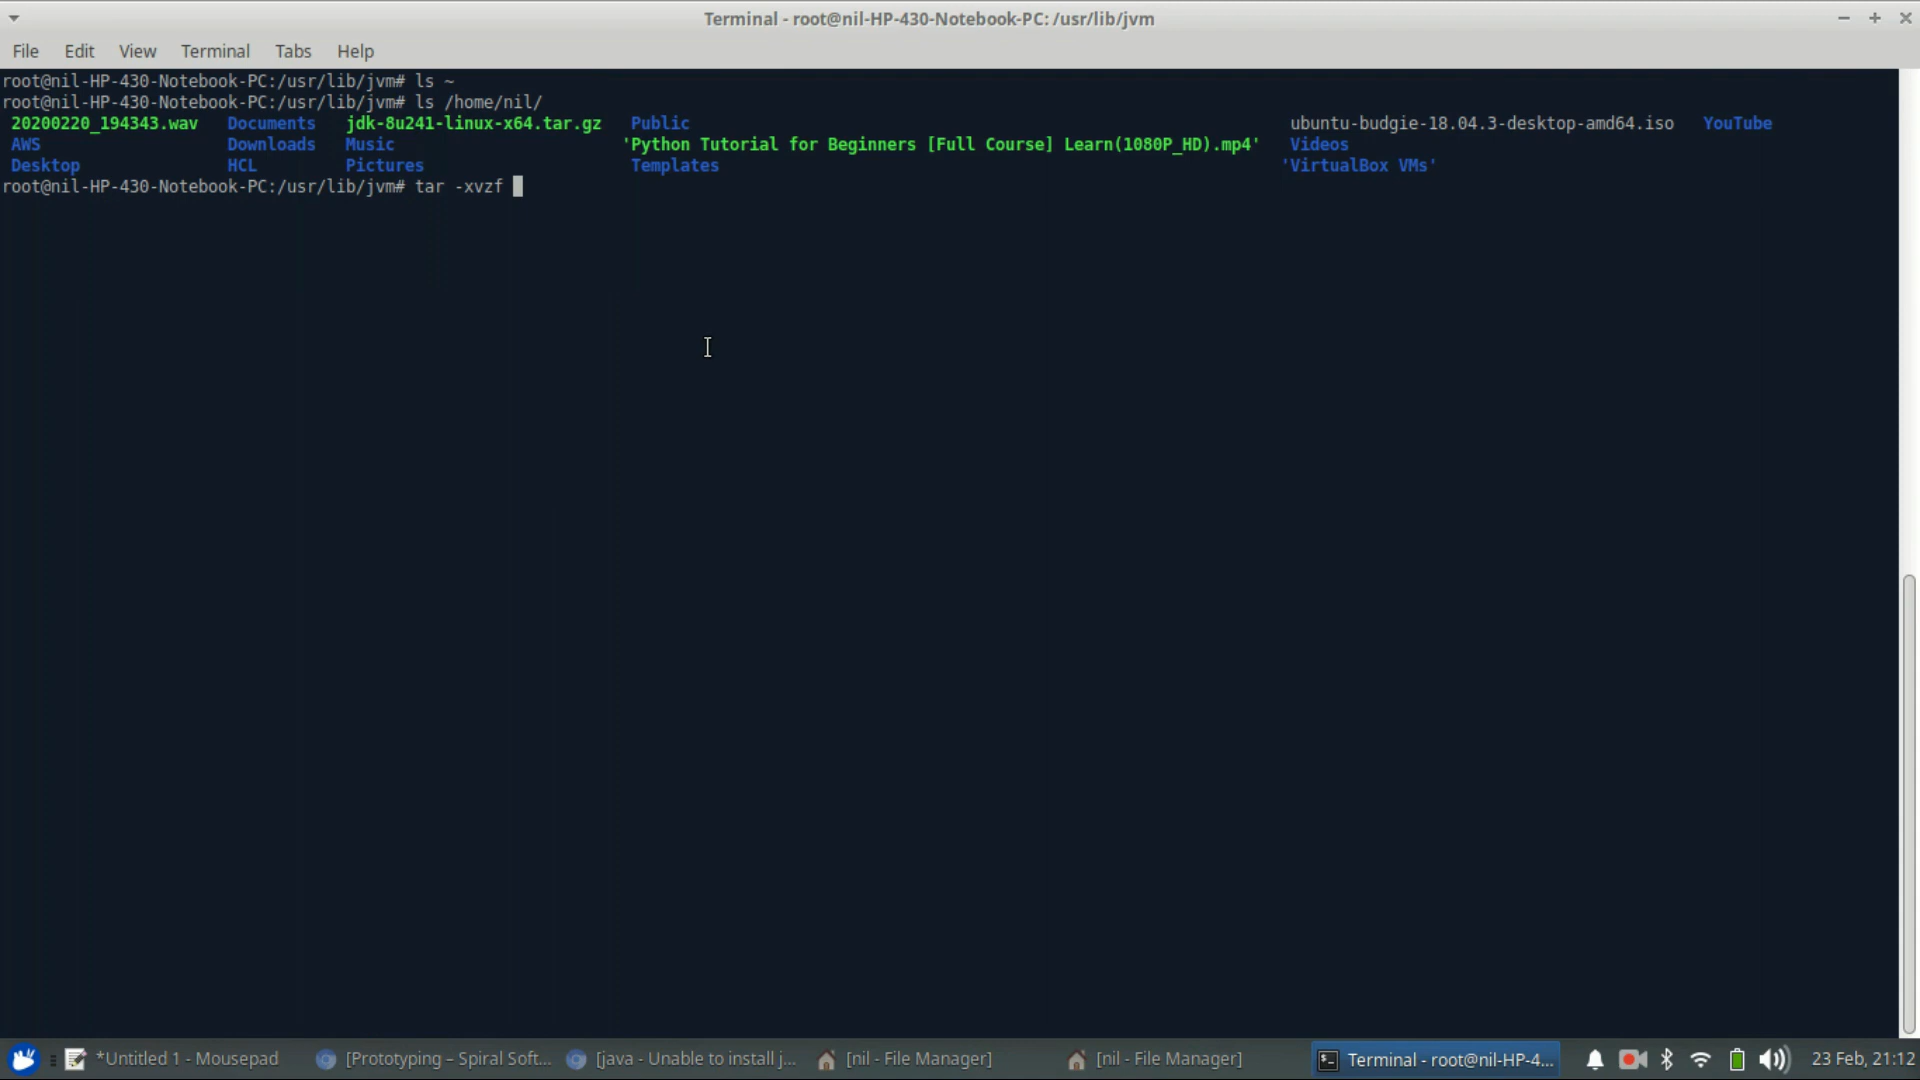 Terminal - root@nil-HP-430-Notebook-PC: /usr/lib/jvm
File Edit View Terminal Tabs Help
root@nil-HP-430-Notebook-PC:/usr/lib/jvm# ls ~
root@nil-HP-430-Notebook-PC:/usr/lib/jvm# ls /home/nil/
20200220_194343.wav Documents jdk-8u241-linux-x64.tar.gz Public ubuntu-budgie-18.04.3-desktop-amd64.iso YouTube
AWS Downloads Music 'Python Tutorial for Beginners [Full Course] Learn(1080P_HD).mp4' Videos
Desktop HCL Pictures Templates 'VirtualBox VMs'
root@nil-HP-430-Notebook-PC:/usr/lib/jvm# tar -xvzf
*Untitled 1 - Mousepad [Prototyping – Spiral Soft... [java - Unable to install j... [nil - File Manager] [nil - File Manager] Terminal - root@nil-HP-4... 23 Feb, 21:12